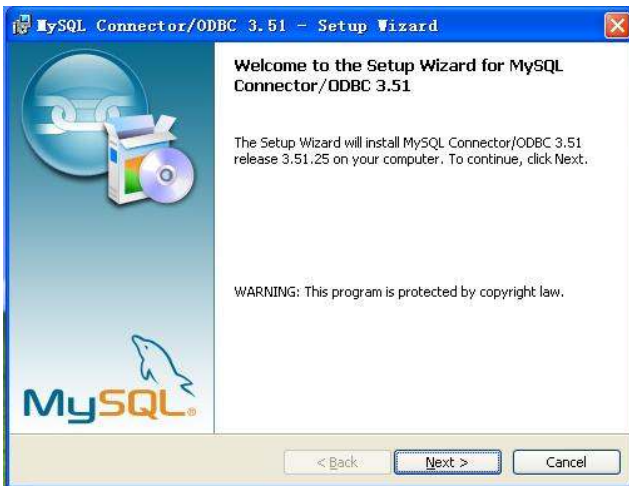 MySQL Connector/ODBC 3.51 - Setup Wizard
Welcome to the Setup Wizard for MySQL
Connector/ODBC 3.51
The Setup Wizard will install MySQL Connector/ODBC 3.51
release 3.51.25 on your computer. To continue, click Next.
WARNING: This program is protected by copyright law.
MySQL®
< Back
Next >
Cancel